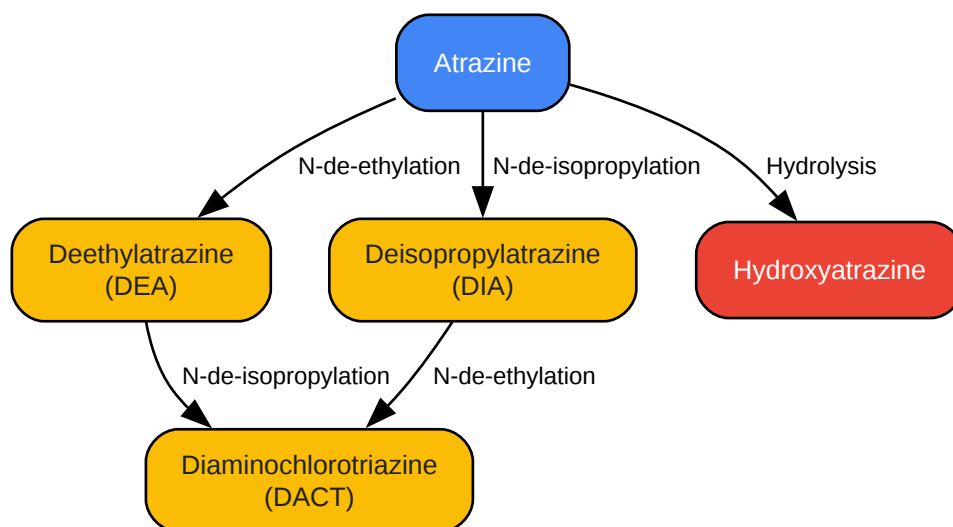 Atrazine
N-de-ethylation
N-de-isopropylation
Hydrolysis
Deethylatrazine
(DEA)
Deisopropylatrazine
(DIA)
Hydroxyatrazine
N-de-isopropylation
N-de-ethylation
Diaminochlorotriazine
(DACT)